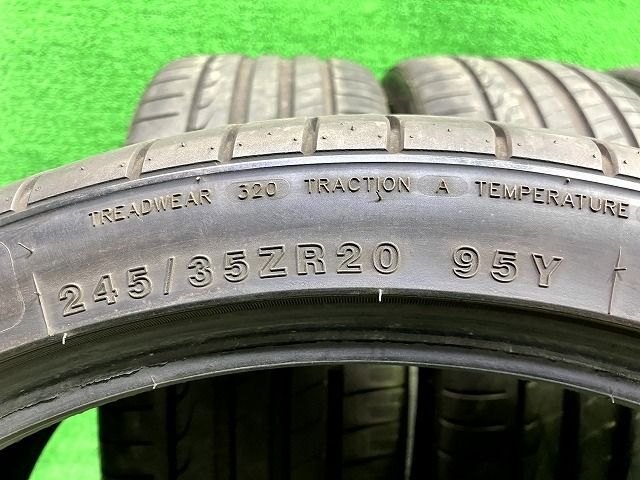 TREADWEAR 320 TRACTION A TEMPERATURE
245/35ZR20 95Y